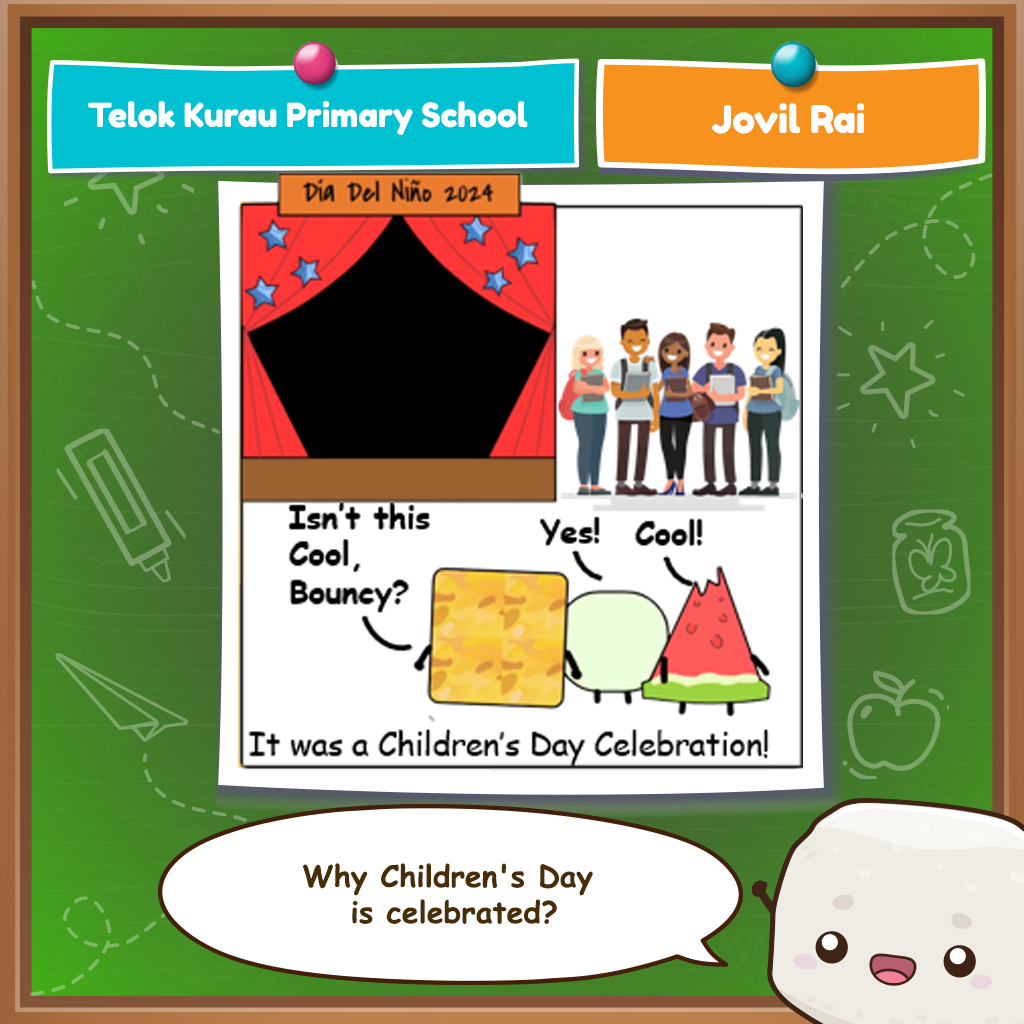 Telok Kurau Primary School
Jovil Rai
Día Del Niño 2024
Isn't this
Cool,
Bouncy?
Yes!
Cool!
It was a Children's Day Celebration!
Why Children's Day
is celebrated?